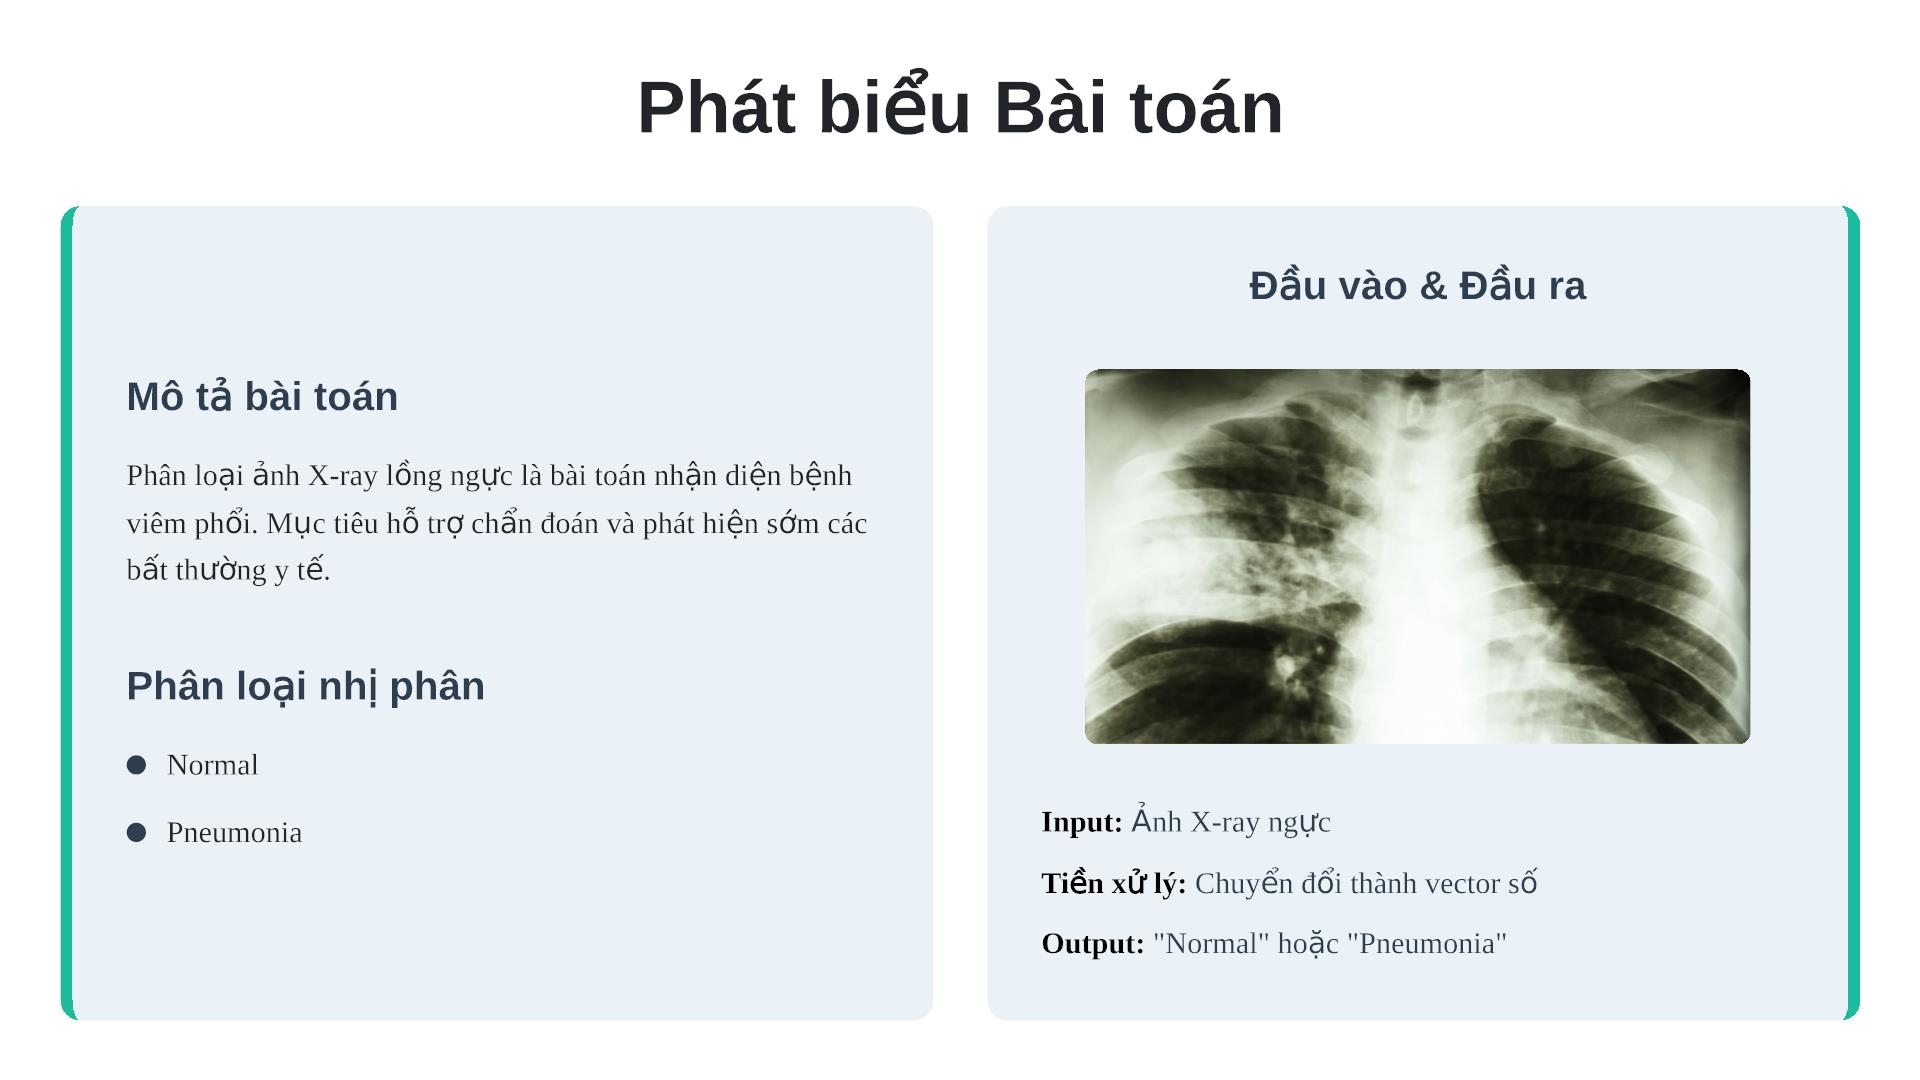 Phát biểu Bài toán
Mô tả bài toán
Phân loại ảnh X-ray lồng ngực là bài toán nhận diện bệnh
viêm phổi. Mục tiêu hỗ trợ chẩn đoán và phát hiện sớm các
bất thường y tế.
Phân loại nhị phân
Normal
Pneumonia
Đầu vào & Đầu ra
Input: Ảnh X-ray ngực
Tiền xử lý: Chuyển đổi thành vector số
Output: "Normal" hoặc "Pneumonia"